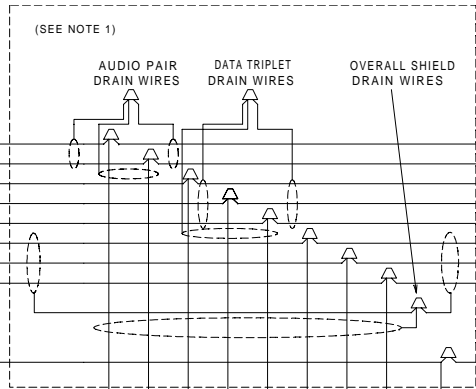 (SEE NOTE 1)
AUDIO PAIR
DRAIN WIRES
DATA TRIPLET
DRAIN WIRES
OVERALL SHIELD
DRAIN WIRES